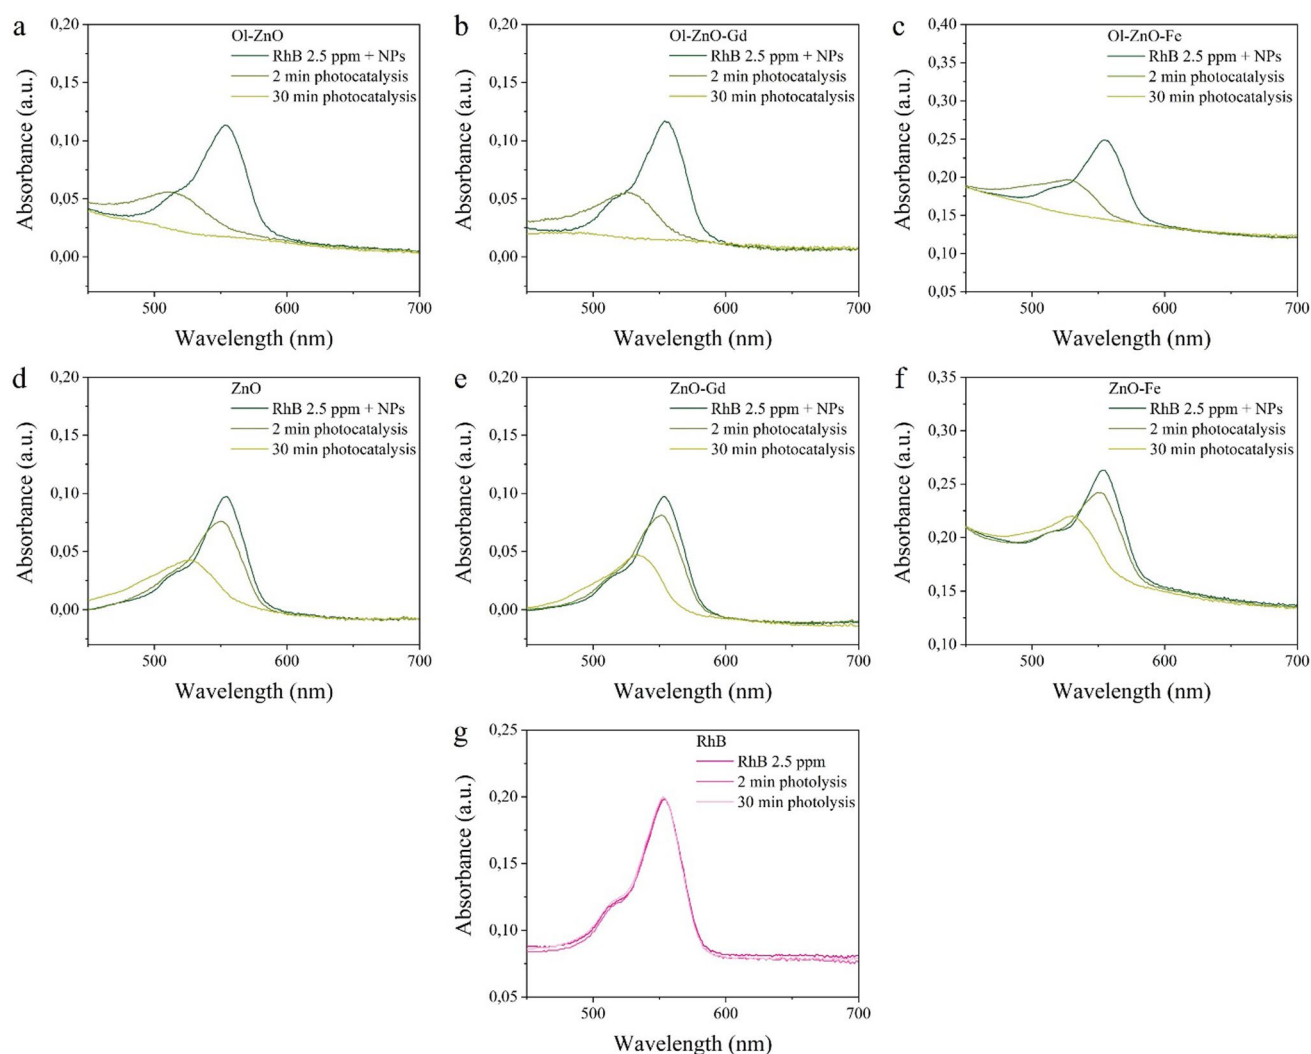 a
Ol-ZnO
RhB 2.5 ppm + NPs
2 min photocatalysis
30 min photocatalysis
0,20
0,15
0,10
0,05
0,00
Absorbance (a.u.)
500
600
700
Wavelength (nm)
b
Ol-ZnO-Gd
RhB 2.5 ppm + NPs
2 min photocatalysis
30 min photocatalysis
0,20
0,15
0,10
0,05
0,00
Absorbance (a.u.)
500
600
700
Wavelength (nm)
c
Ol-ZnO-Fe
RhB 2.5 ppm + NPs
2 min photocatalysis
30 min photocatalysis
0,40
0,35
0,30
0,25
0,20
0,15
0,10
0,05
Absorbance (a.u.)
500
600
700
Wavelength (nm)
d
ZnO
RhB 2.5 ppm + NPs
2 min photocatalysis
30 min photocatalysis
0,20
0,15
0,10
0,05
0,00
Absorbance (a.u.)
500
600
700
Wavelength (nm)
e
ZnO-Gd
RhB 2.5 ppm + NPs
2 min photocatalysis
30 min photocatalysis
0,20
0,15
0,10
0,05
0,00
Absorbance (a.u.)
500
600
700
Wavelength (nm)
f
ZnO-Fe
RhB 2.5 ppm + NPs
2 min photocatalysis
30 min photocatalysis
0,35
0,30
0,25
0,20
0,15
0,10
Absorbance (a.u.)
500
600
700
Wavelength (nm)
g
RhB
RhB 2.5 ppm
2 min photolysis
30 min photolysis
0,25
0,20
0,15
0,10
0,05
Absorbance (a.u.)
500
600
700
Wavelength (nm)